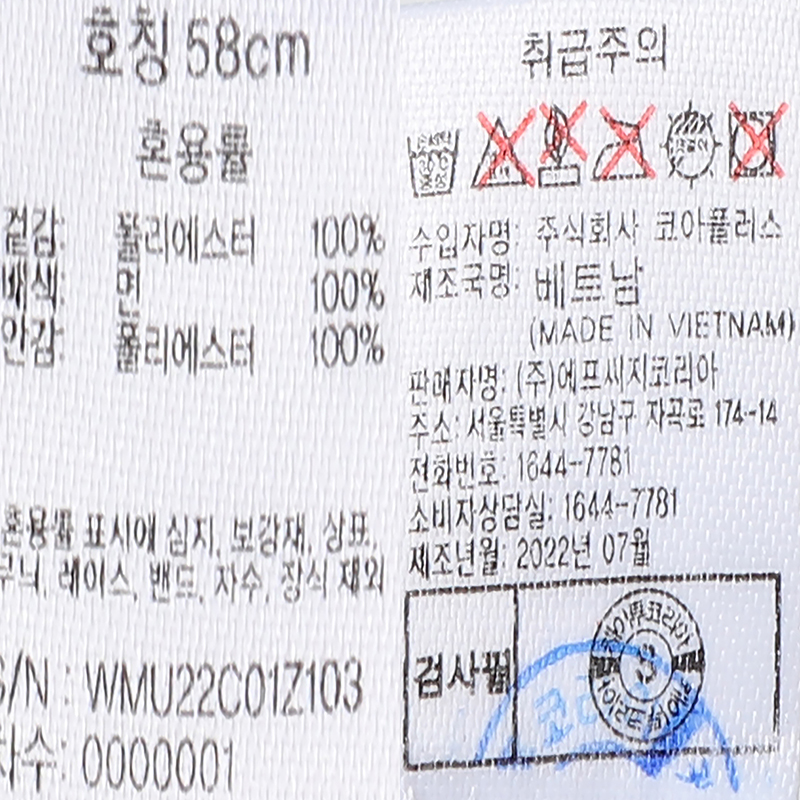 호칭 58cm
혼용률
겉감: 폴리에스터 100%
배색: 면 100%
안감: 폴리에스터 100%
혼용률 표시에 심지, 보강재, 상표,
무늬, 레이스, 밴드, 자수, 장식 제외
S/N : WMU22C01Z103
차수: 0000001
취급주의
수입자명: 주식회사 코아플러스
제조국명: 베트남
(MADE IN VIETNAM)
판매자명: (주)에프씨지코리아
주소: 서울특별시 강남구 자곡로 174-14
전화번호: 1644-7781
소비자상담실: 1644-7781
제조년월: 2022년 07월
검사필